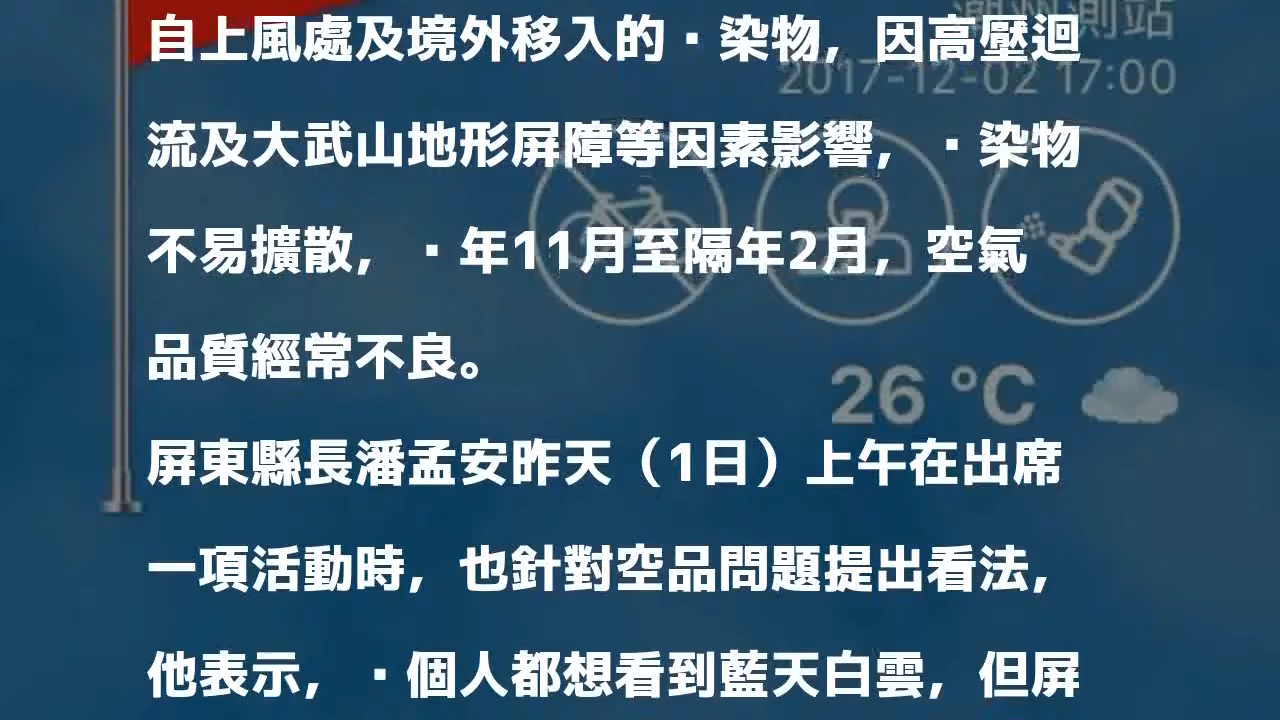 自上風處及境外移入的▪染物，因高壓迴
流及大武山地形屏障等因素影響，▪染物
不易擴散，▪年11月至隔年2月，空氣
品質經常不良。
屏東縣長潘孟安昨天（1日）上午在出席
一項活動時，也針對空品問題提出看法，
他表示，▪個人都想看到藍天白雲，但屏
潮州測站
2017-12-02 17:00
26 °C